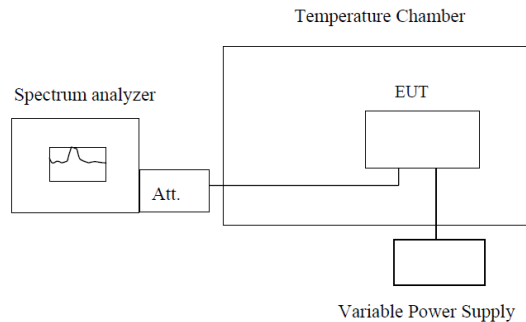 Temperature Chamber
Spectrum analyzer
EUT
Att.
Variable Power Supply